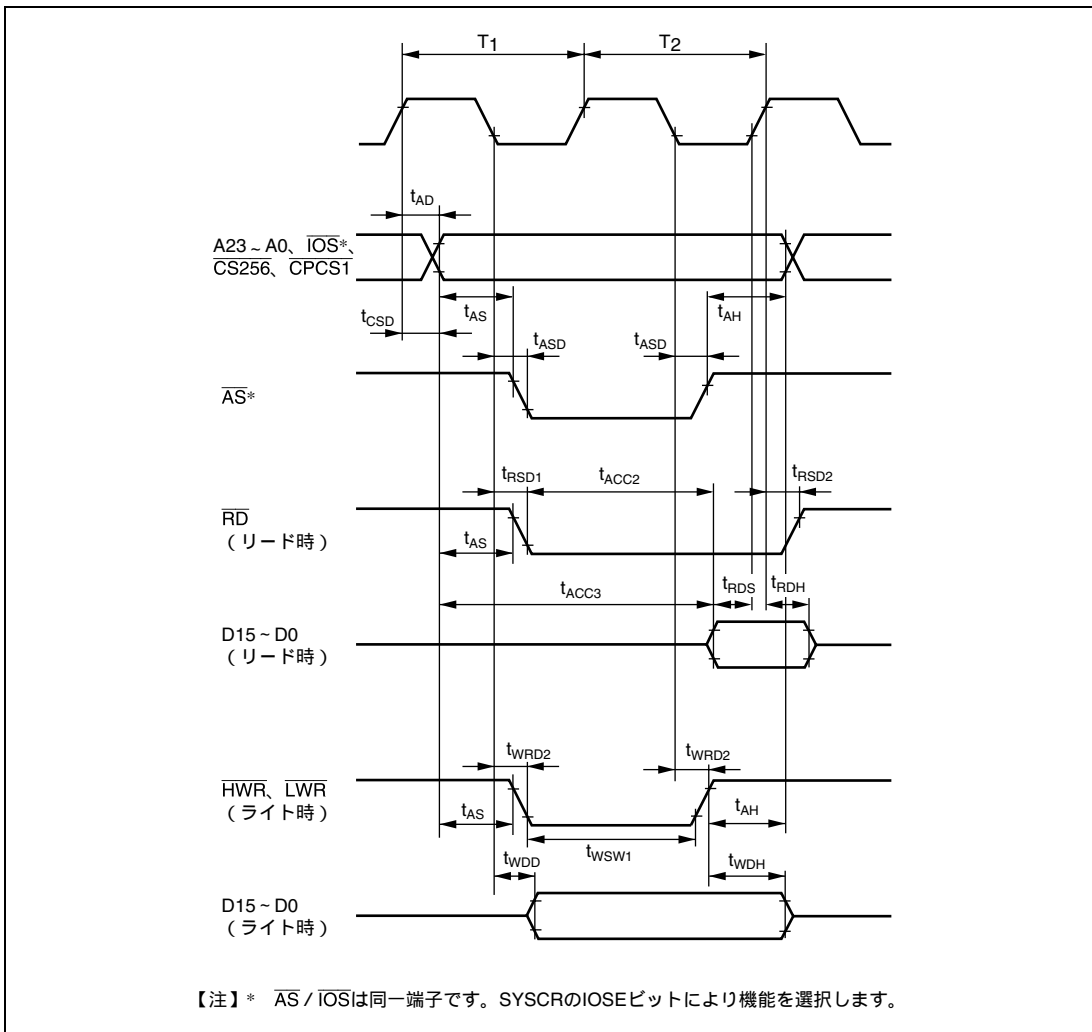 T1 T2
tAD
A23 ~ A0、IOS*、
CS256、CPCS1
tCSD tAS tAH
tASD tASD
AS*
tRSD1 tACC2 tRSD2
RD
（リード時）
tAS
tACC3 tRDS tRDH
D15 ~ D0
（リード時）
tWRD2 tWRD2
HWR、LWR
（ライト時）
tAS tAH
tWSW1
tWDD tWDH
D15 ~ D0
（ライト時）
【注】* AS / IOSは同一端子です。SYSCRのIOSEビットにより機能を選択します。